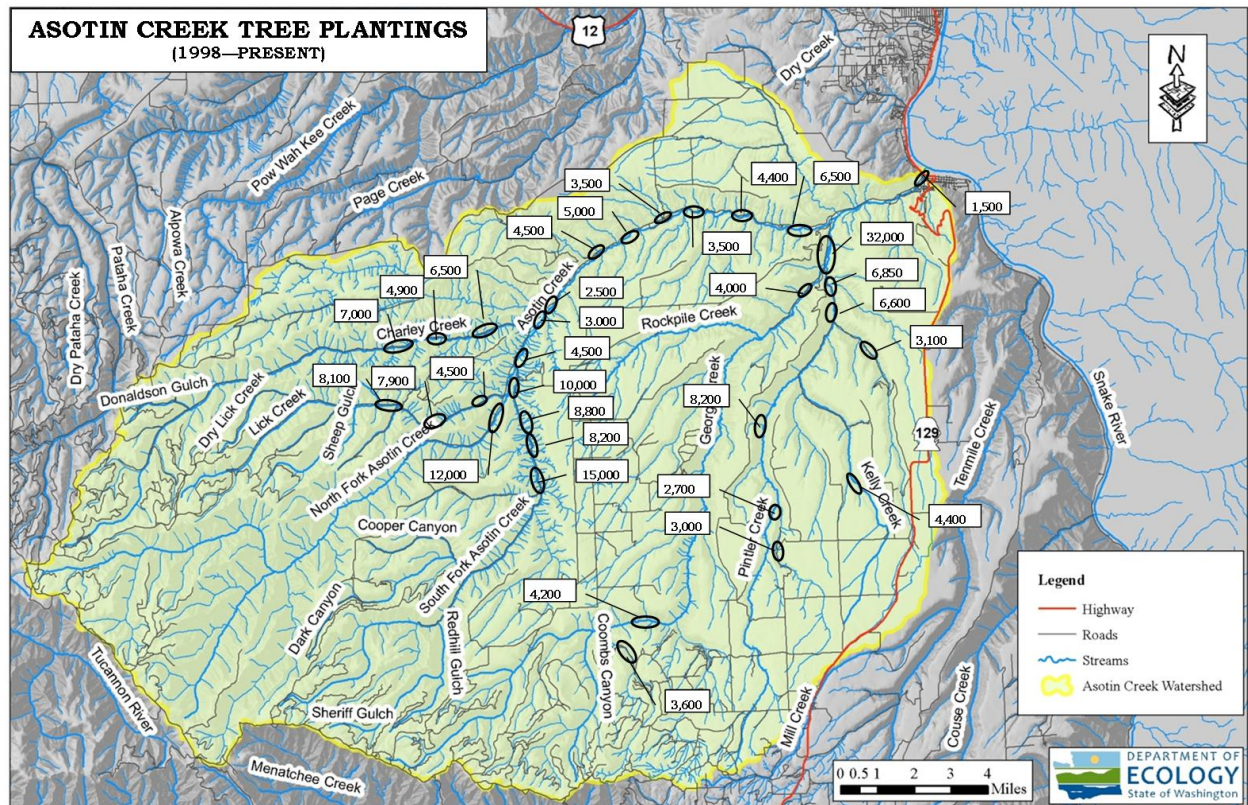 ASOTIN CREEK TREE PLANTINGS
(1998—PRESENT)
12
N
Dry Creek
Pow Wah Kee Creek
Page Creek
Alpowa Creek
Pataha Creek
Dry Pataha Creek
3,500
4,400
6,500
1,500
5,000
4,500
3,500
32,000
6,500
4,900
7,000
Asotin Creek
2.500
3.000
4,000
6,850
6,600
Charley Creek
Rockpile Creek
3,100
Donaldson Gulch
Dry Lick Creek
Lick Creek
Sheep Gulch
8,100
7,900
4,500
4,500
10,000
8,800
8,200
15,000
12,000
North Fork Asotin Creek
George Creek
8,200
129
Tenmile Creek
Snake River
Kelly Creek
4,400
2,700
3,000
Pintler Creek
Cooper Canyon
South Fork Asotin Creek
Dark Canyon
Redhill Gulch
4,200
Coombs Canyon
3,600
Sheriff Gulch
Tucannon River
Menatchee Creek
Mill Creek
Couse Creek
Legend
Highway
Roads
Streams
Asotin Creek Watershed
0 0.5 1 2 3 4
Miles
DEPARTMENT OF
ECOLOGY
State of Washington